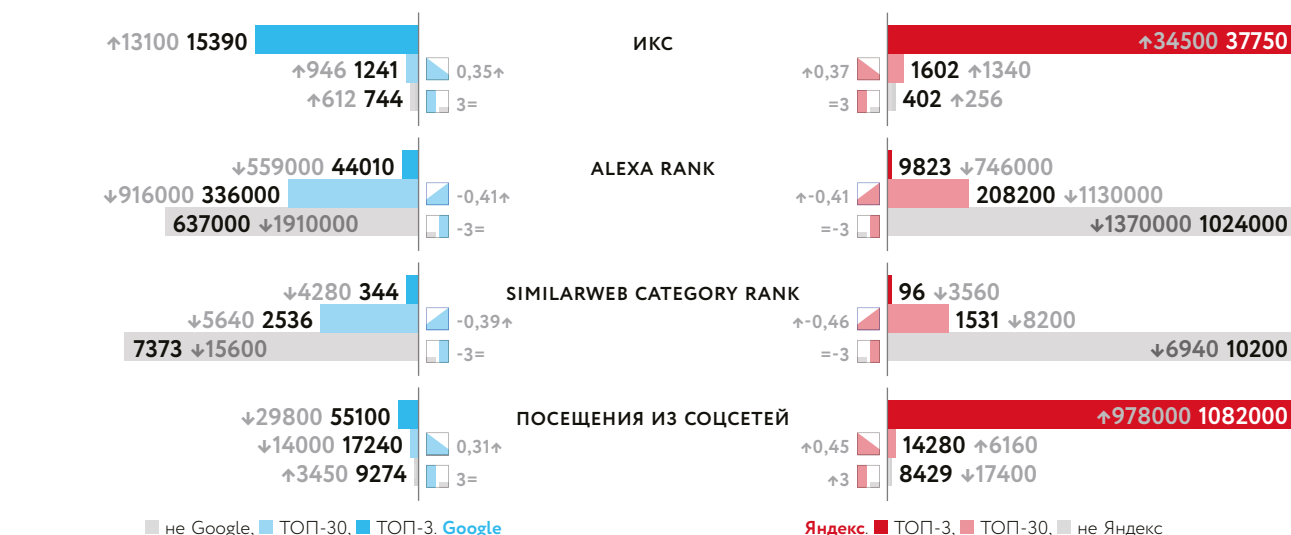 ↑13100 15390 ИКС ↑34500 37750
↑946 1241 0,35↑ ↑0,37 1602 ↑1340
↑612 744 3= =3 402 ↑256
↓559000 44010 ALEXA RANK 9823 ↓746000
↓916000 336000 -0,41↑ ↑-0,41 208200 ↓1130000
637000 ↓1910000 -3= =-3 ↓1370000 1024000
↓4280 344 SIMILARWEB CATEGORY RANK 96 ↓3560
↓5640 2536 -0,39↑ ↑-0,46 1531 ↓8200
7373 ↓15600 -3= =-3 ↓6940 10200
↓29800 55100 ПОСЕЩЕНИЯ ИЗ СОЦСЕТЕЙ ↑978000 1082000
↓14000 17240 0,31↑ ↑0,45 14280 ↑6160
↑3450 9274 3= ↑3 8429 ↓17400
не Google, ТОП-30, ТОП-3. Google Яндекс. ТОП-3, ТОП-30, не Яндекс